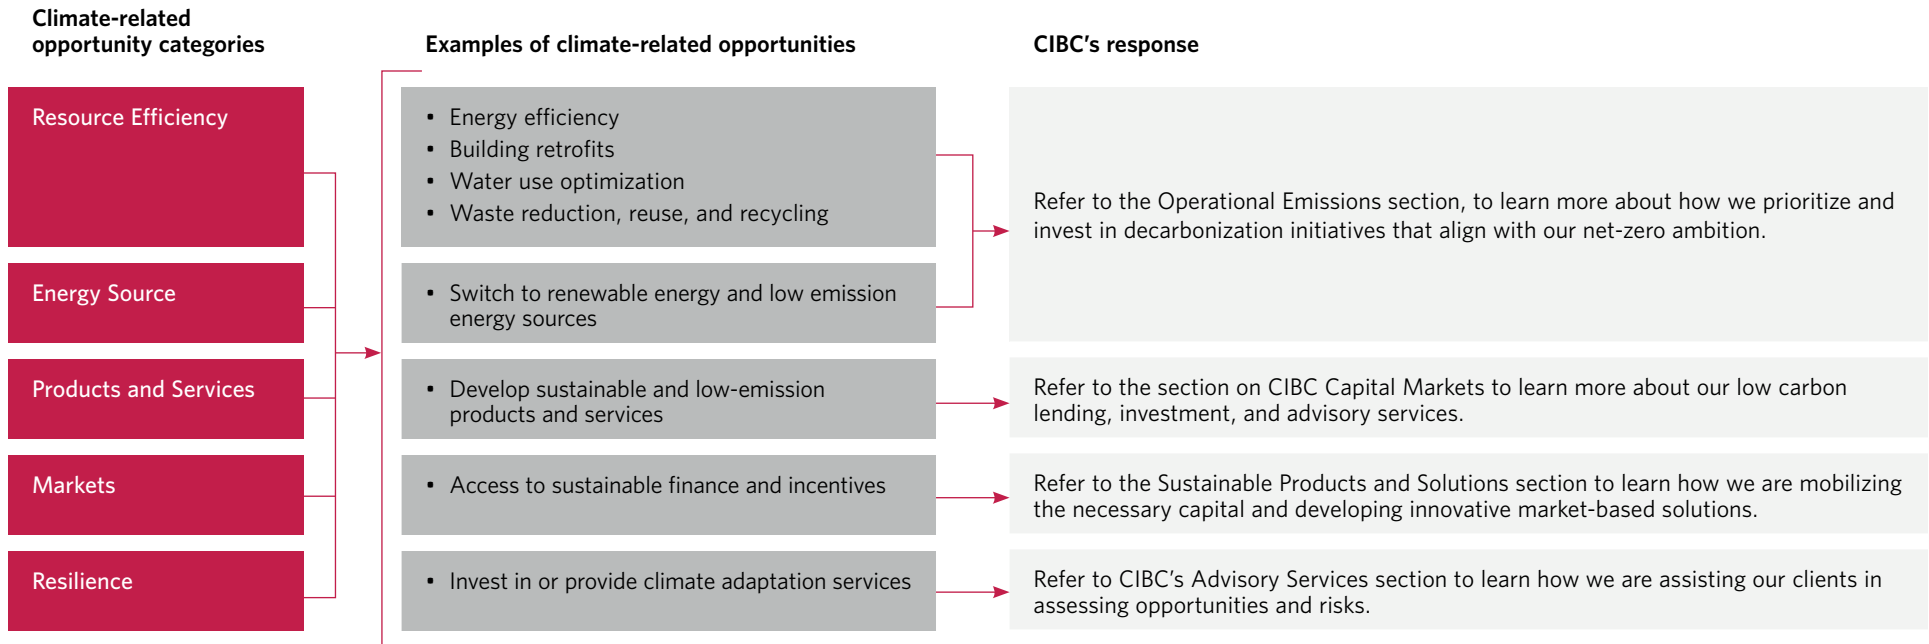 Climate-related
opportunity categories
Examples of climate-related opportunities
CIBC’s response
Resource Efficiency
• Energy efficiency
• Building retrofits
• Water use optimization
• Waste reduction, reuse, and recycling
Refer to the Operational Emissions section, to learn more about how we prioritize and
invest in decarbonization initiatives that align with our net-zero ambition.
Energy Source
• Switch to renewable energy and low emission
energy sources
Products and Services
• Develop sustainable and low-emission
products and services
Refer to the section on CIBC Capital Markets to learn more about our low carbon
lending, investment, and advisory services.
Markets
• Access to sustainable finance and incentives
Refer to the Sustainable Products and Solutions section to learn how we are mobilizing
the necessary capital and developing innovative market-based solutions.
Resilience
• Invest in or provide climate adaptation services
Refer to CIBC’s Advisory Services section to learn how we are assisting our clients in
assessing opportunities and risks.